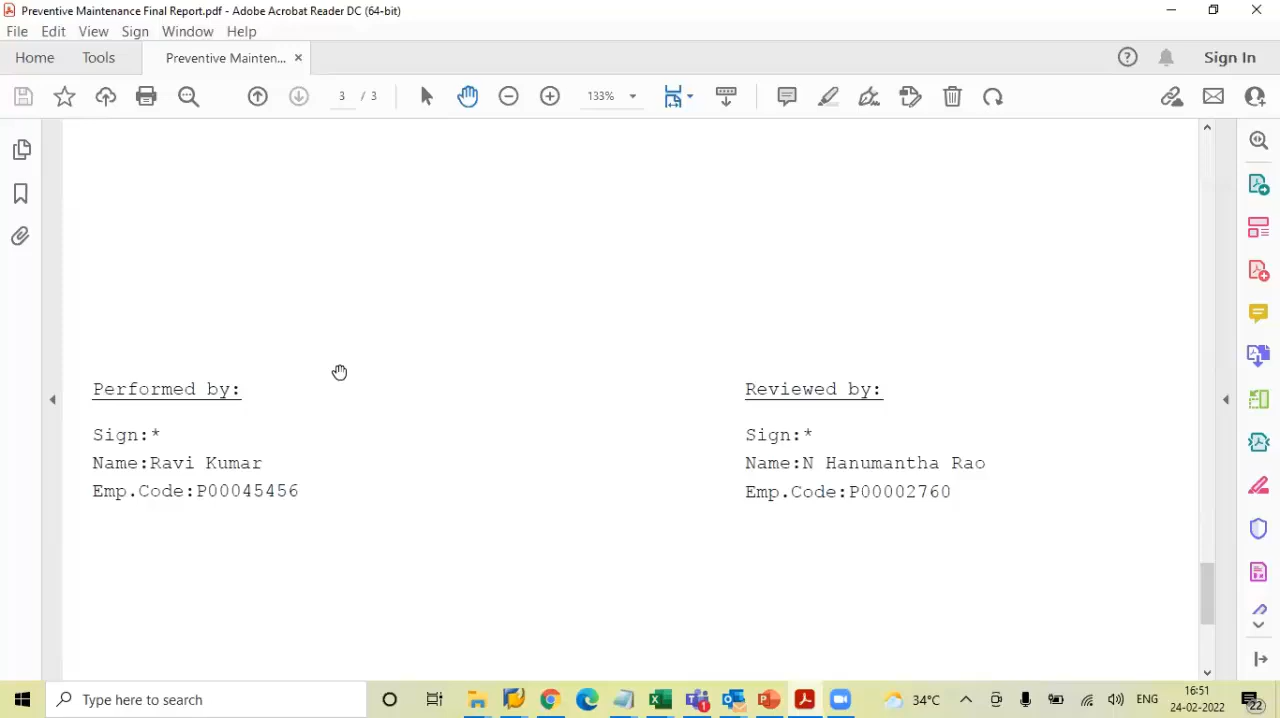 Preventive Maintenance Final Report.pdf - Adobe Acrobat Reader DC (64-bit)
File Edit View Sign Window Help
Home Tools Preventive Mainten... × Sign In
3 / 3 133%
Performed by: Reviewed by:
Sign:* Sign:*
Name:Ravi Kumar Name:N Hanumantha Rao
Emp.Code:P00045456 Emp.Code:P00002760
Type here to search 34°C ENG 16:51
24-02-2022 22